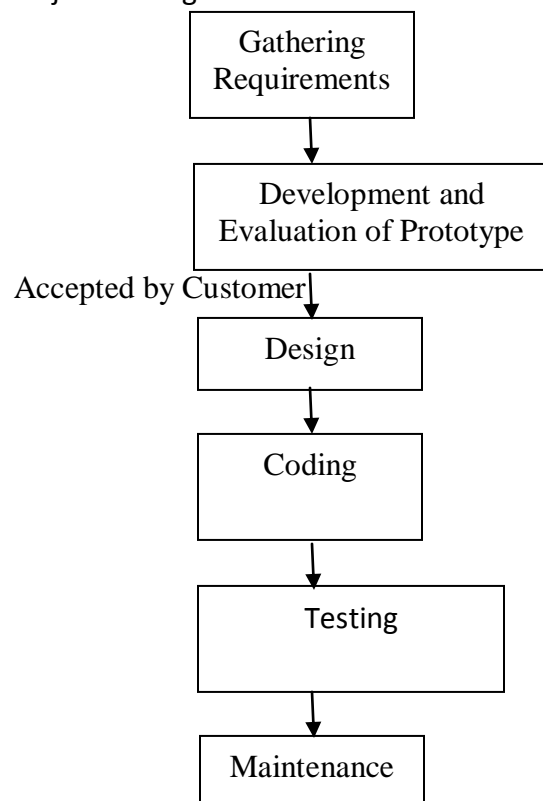 Gathering
Requirements
Development and
Evaluation of Prototype
Accepted by Customer
Design
Coding
Testing
Maintenance